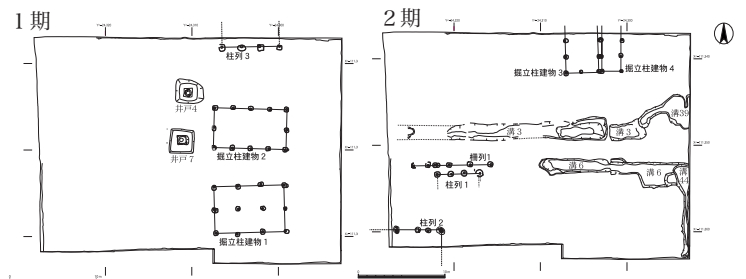 1期
柱列3
井戸4
井戸7
掘立柱建物2
掘立柱建物1
2期
掘立柱建物3
掘立柱建物4
溝3
溝3
溝39
柵列1
柱列1
溝6
溝6
溝44
柱列2